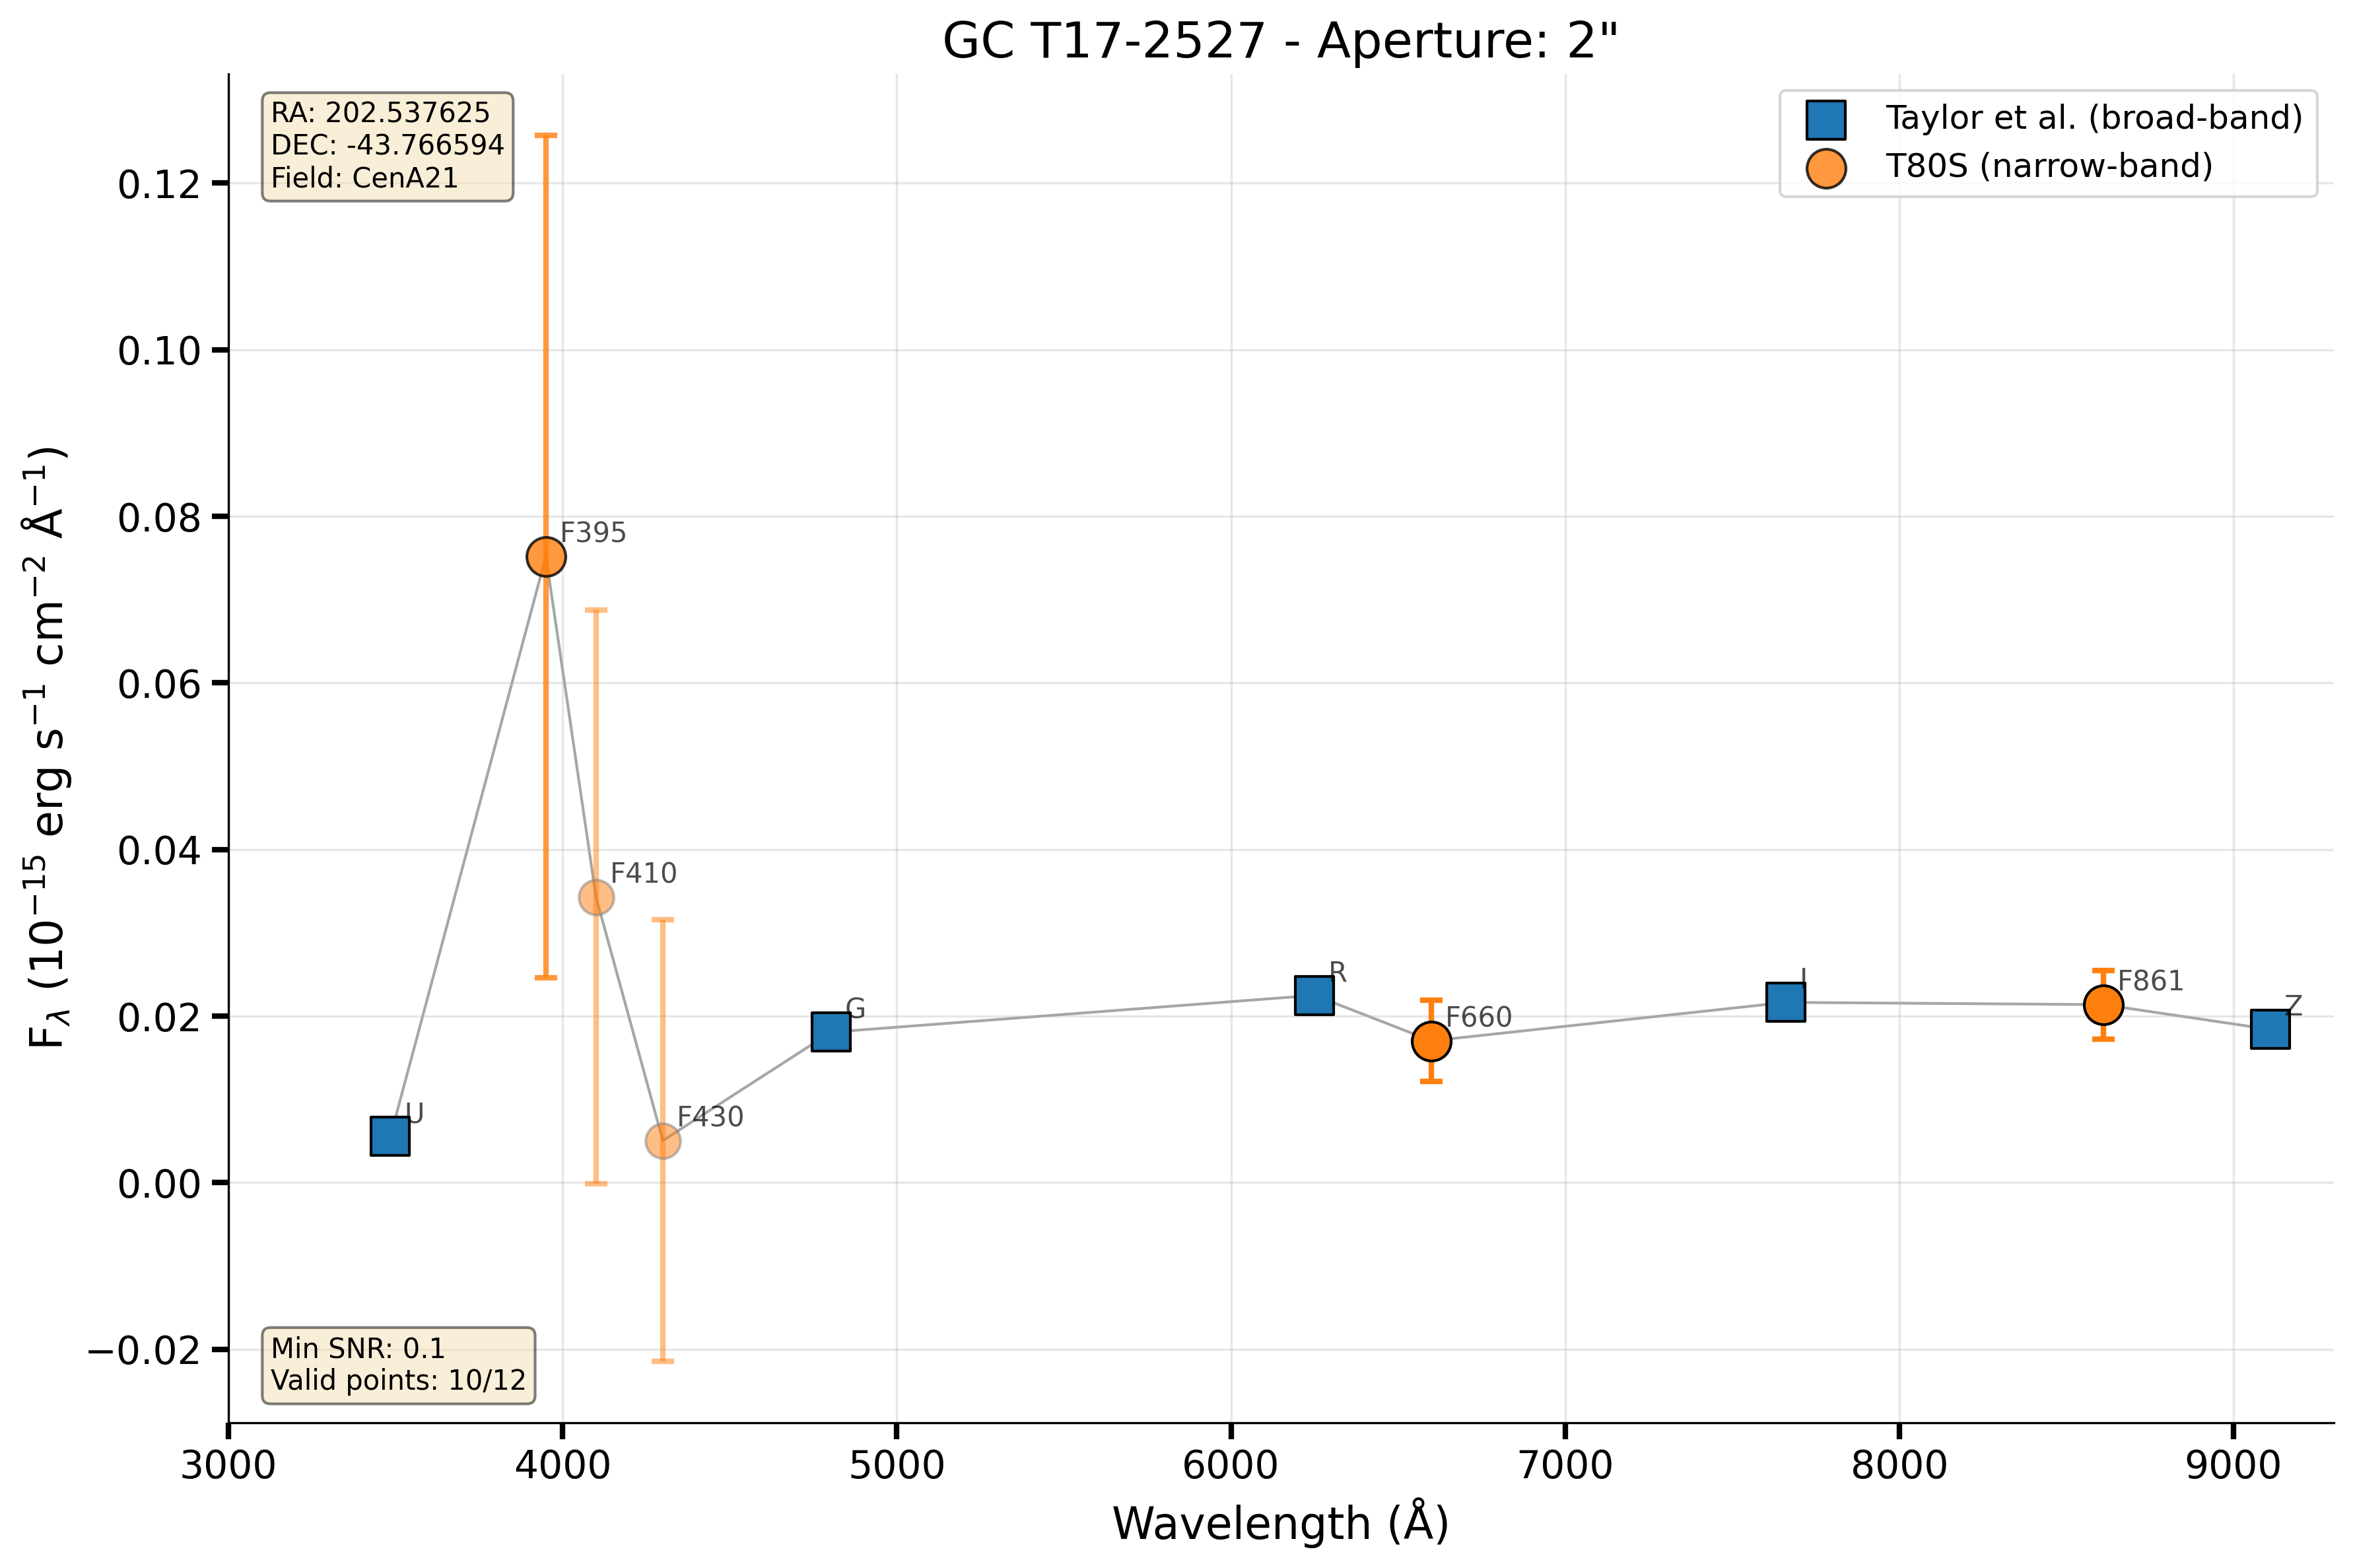 GC T17-2527 - Aperture: 2"
RA: 202.537625
DEC: -43.766594
Field: CenA21
Taylor et al. (broad-band)
T80S (narrow-band)
F_λ (10^−15 erg s^−1 cm^−2 Å^−1)
0.12
0.10
0.08
0.06
0.04
0.02
0.00
−0.02
U
F395
F410
F430
G
R
F660
I
F861
Z
Min SNR: 0.1
Valid points: 10/12
3000 4000 5000 6000 7000 8000 9000
Wavelength (Å)